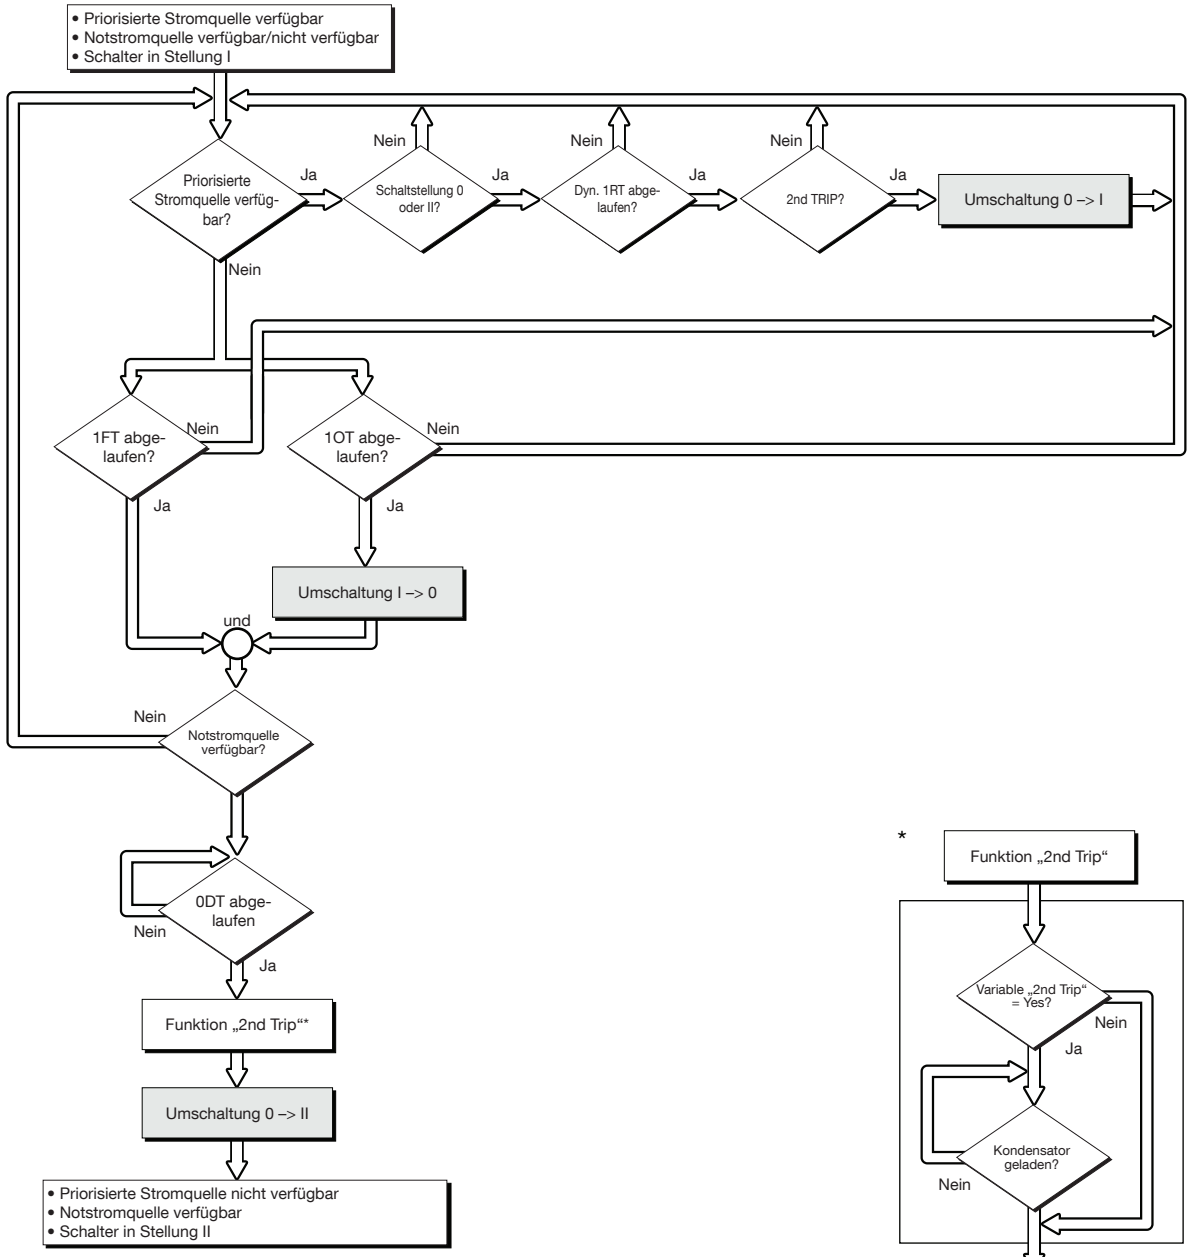 • Priorisierte Stromquelle verfügbar
• Notstromquelle verfügbar/nicht verfügbar
• Schalter in Stellung I
Priorisierte
Stromquelle verfüg-
bar?
Ja
Nein
Schaltstellung 0
oder II?
Nein
Ja
Dyn. 1RT abge-
laufen?
Nein
Ja
2nd TRIP?
Nein
Ja
Umschaltung 0 –> I
Nein
1FT abge-
laufen?
Nein
Ja
1OT abge-
laufen?
Nein
Ja
Umschaltung I –> 0
und
Nein
Notstromquelle
verfügbar?
0DT abge-
laufen
Nein
Ja
Funktion „2nd Trip“*
Umschaltung 0 –> II
• Priorisierte Stromquelle nicht verfügbar
• Notstromquelle verfügbar
• Schalter in Stellung II
*
Funktion „2nd Trip“
Variable „2nd Trip“
= Yes?
Nein
Ja
Kondensator
geladen?
Nein